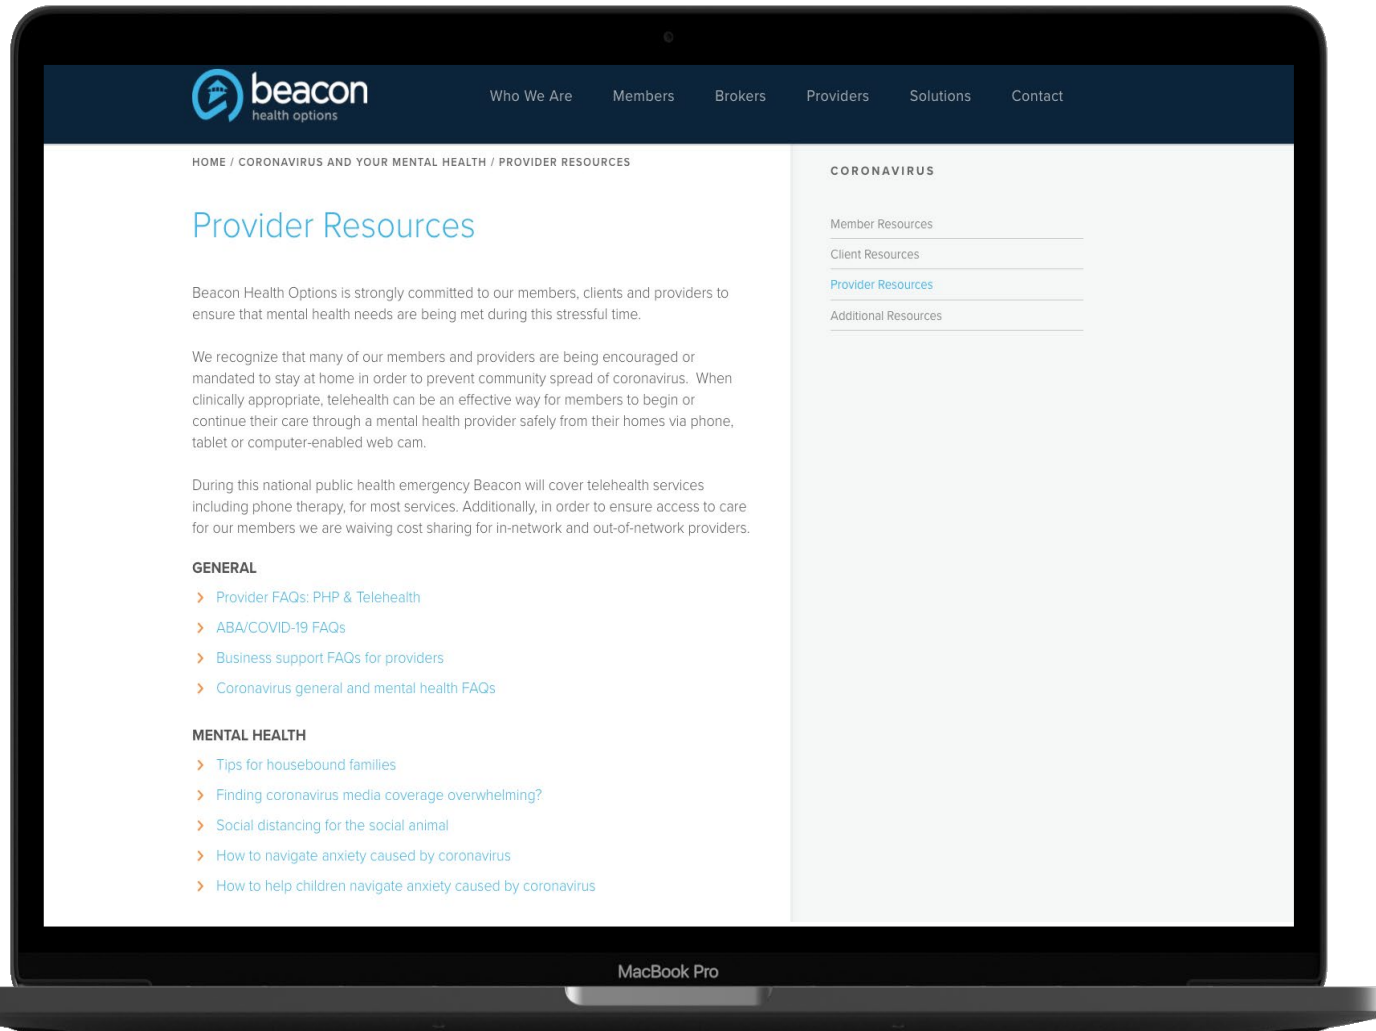 beacon
health options
Who We Are Members Brokers Providers Solutions Contact
HOME / CORONAVIRUS AND YOUR MENTAL HEALTH / PROVIDER RESOURCES
Provider Resources
Beacon Health Options is strongly committed to our members, clients and providers to
ensure that mental health needs are being met during this stressful time.
We recognize that many of our members and providers are being encouraged or
mandated to stay at home in order to prevent community spread of coronavirus.  When
clinically appropriate, telehealth can be an effective way for members to begin or
continue their care through a mental health provider safely from their homes via phone,
tablet or computer-enabled web cam.
During this national public health emergency Beacon will cover telehealth services
including phone therapy, for most services. Additionally, in order to ensure access to care
for our members we are waiving cost sharing for in-network and out-of-network providers.
GENERAL
Provider FAQs: PHP & Telehealth
ABA/COVID-19 FAQs
Business support FAQs for providers
Coronavirus general and mental health FAQs
MENTAL HEALTH
Tips for housebound families
Finding coronavirus media coverage overwhelming?
Social distancing for the social animal
How to navigate anxiety caused by coronavirus
How to help children navigate anxiety caused by coronavirus
CORONAVIRUS
Member Resources
Client Resources
Provider Resources
Additional Resources
MacBook Pro